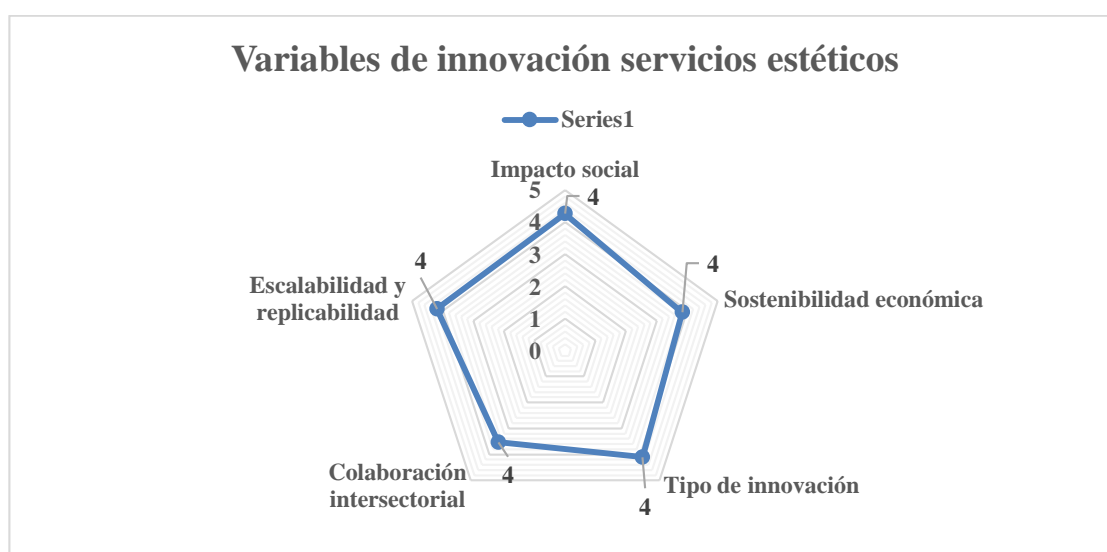 Variables de innovación servicios estéticos
Series1
Impacto social
5
4
4
3
2
1
0
4
Sostenibilidad económica
Tipo de innovación
4
Colaboración
intersectorial
4
Escalabilidad y
replicabilidad
4